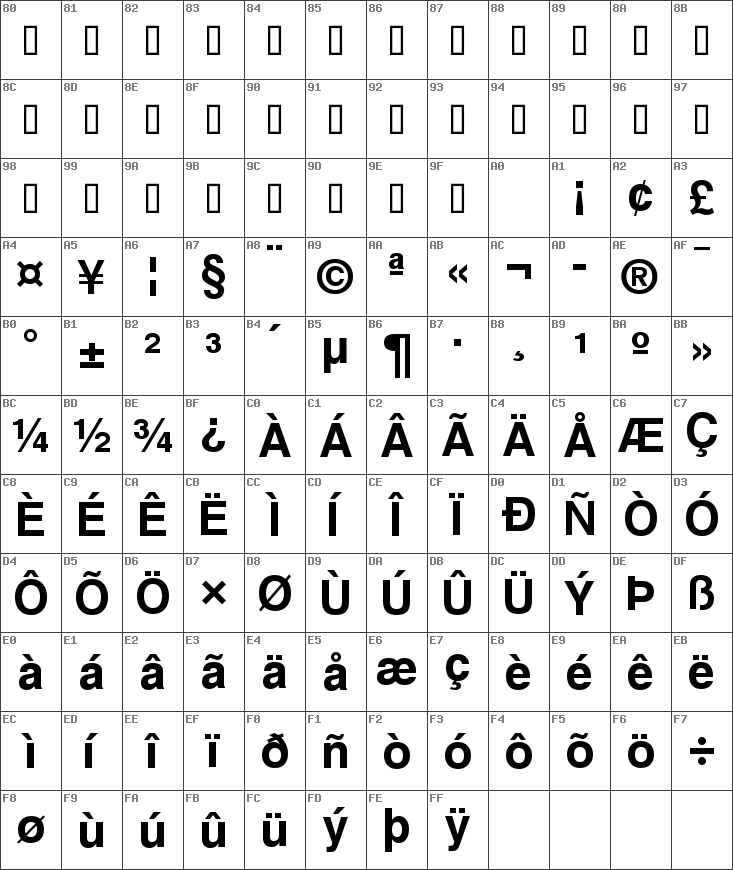 80 81 82 83 84 85 86 87 88 89 8A 8B
8C 8D 8E 8F 90 91 92 93 94 95 96 97
98 99 9A 9B 9C 9D 9E 9F A0 A1 A2 A3
¡ ¢ £
A4 A5 A6 A7 A8 A9 AA AB AC AD AE AF
¤ ¥ ¦ § ¨ © ª « ¬ - ® ¯
B0 B1 B2 B3 B4 B5 B6 B7 B8 B9 BA BB
° ± ² ³ ´ µ ¶ · ¸ ¹ º »
BC BD BE BF C0 C1 C2 C3 C4 C5 C6 C7
¼ ½ ¾ ¿ À Á Â Ã Ä Å Æ Ç
C8 C9 CA CB CC CD CE CF D0 D1 D2 D3
È É Ê Ë Ì Í Î Ï Ð Ñ Ò Ó
D4 D5 D6 D7 D8 D9 DA DB DC DD DE DF
Ô Õ Ö × Ø Ù Ú Û Ü Ý Þ ß
E0 E1 E2 E3 E4 E5 E6 E7 E8 E9 EA EB
à á â ã ä å æ ç è é ê ë
EC ED EE EF F0 F1 F2 F3 F4 F5 F6 F7
ì í î ï ð ñ ò ó ô õ ö ÷
F8 F9 FA FB FC FD FE FF
ø ù ú û ü ý þ ÿ